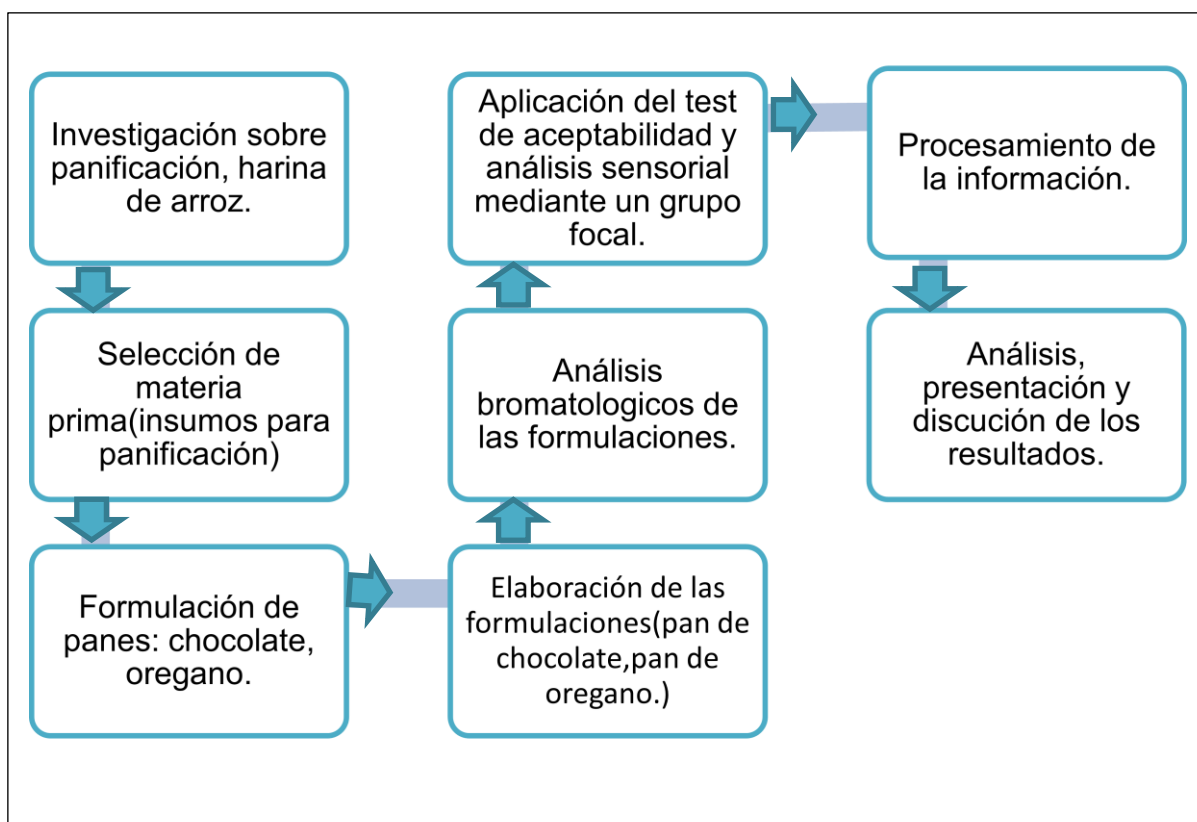 Investigación sobre
panificación, harina
de arroz.
Selección de
materia
prima(insumos para
panificación)
Formulación de
panes: chocolate,
oregano.
Elaboración de las
formulaciones(pan de
chocolate,pan de
oregano.)
Análisis
bromatologicos de
las formulaciones.
Aplicación del test
de aceptabilidad y
análisis sensorial
mediante un grupo
focal.
Procesamiento de
la información.
Análisis,
presentación y
discución de los
resultados.